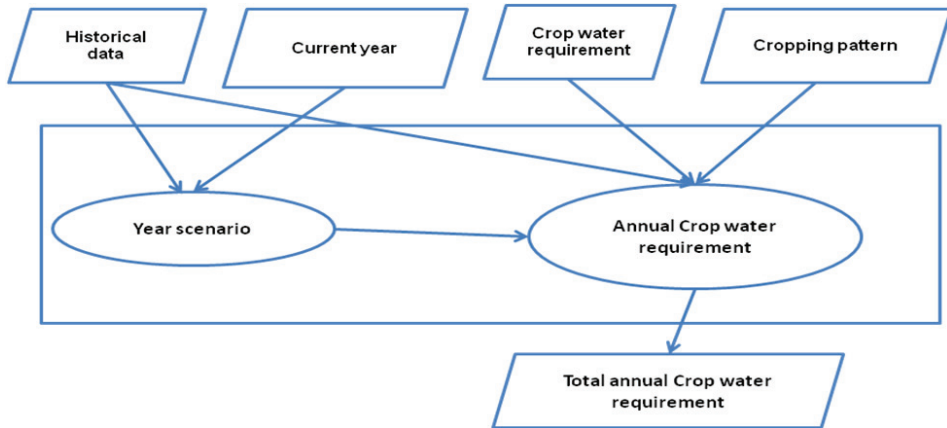 Historical
data
Current year
Crop water
requirement
Cropping pattern
Year scenario
Annual Crop water
requirement
Total annual Crop water
requirement